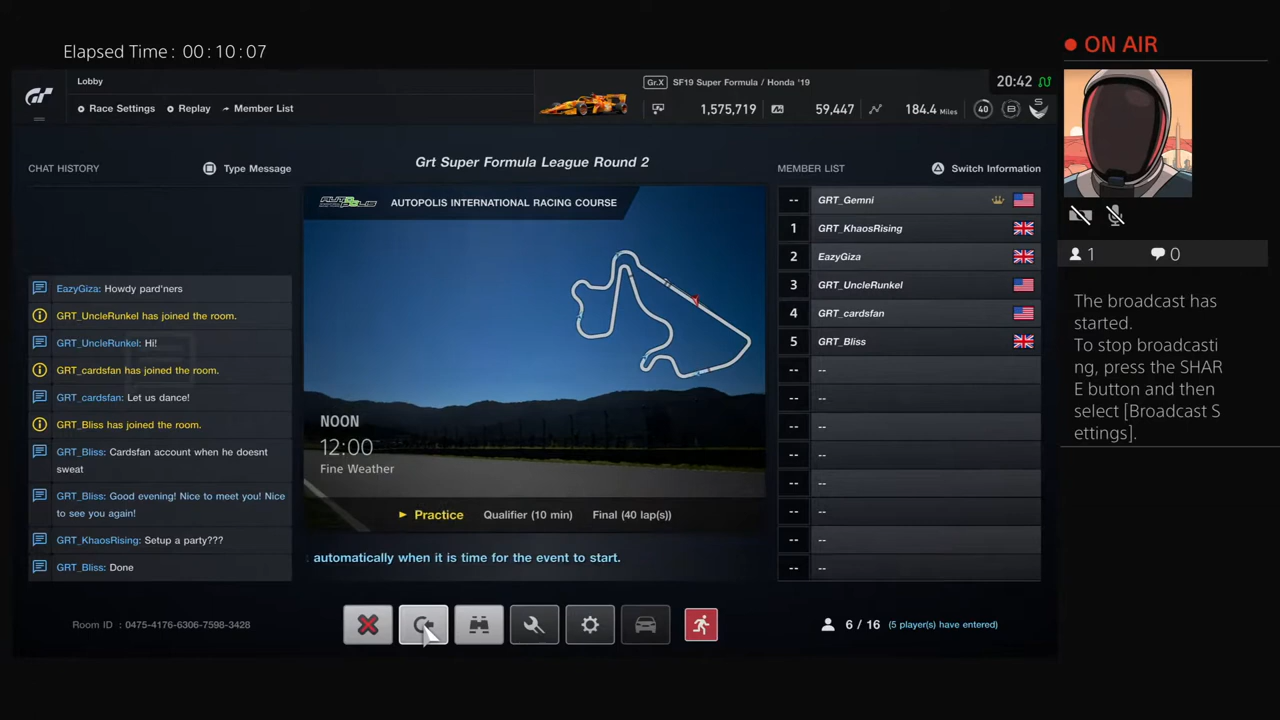 Elapsed Time: 00:10:07
ON AIR
Lobby
Race Settings
Replay
Member List
Gr.X
SF19 Super Formula / Honda '19
1,575,719
59,447
184.4 Miles
20:42
40
B
S
CHAT HISTORY
Type Message
Grt Super Formula League Round 2
MEMBER LIST
Switch Information
AUTOPOLIS
AUTOPOLIS INTERNATIONAL RACING COURSE
NOON
12:00
Fine Weather
Practice
Qualifier (10 min)
Final (40 lap(s))
automatically when it is time for the event to start.
EazyGiza: Howdy pard'ners
GRT_UncleRunkel has joined the room.
GRT_UncleRunkel: Hi!
GRT_cardsfan has joined the room.
GRT_cardsfan: Let us dance!
GRT_Bliss has joined the room.
GRT_Bliss: Cardsfan account when he doesnt
sweat
GRT_Bliss: Good evening! Nice to meet you! Nice
to see you again!
GRT_KhaosRising: Setup a party???
GRT_Bliss: Done
-- GRT_Gemni
1 GRT_KhaosRising
2 EazyGiza
3 GRT_UncleRunkel
4 GRT_cardsfan
5 GRT_Bliss
-- --
-- --
-- --
-- --
-- --
-- --
-- --
-- --
Room ID : 0475-4176-6306-7598-3428
6 / 16 (5 player(s) have entered)
1
0
The broadcast has
started.
To stop broadcasti
ng, press the SHAR
E button and then
select [Broadcast S
ettings].